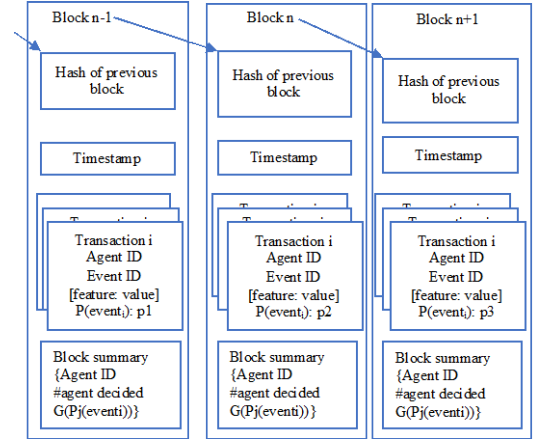 Block n-1
Hash of previous
block
Timestamp
Transaction i
Agent ID
Event ID
[feature: value]
P(eventᵢ): p1
Block summary
{Agent ID
#agent decided
G(Pj(eventi))}
Block n
Hash of previous
block
Timestamp
Transaction i
Agent ID
Event ID
[feature: value]
P(eventᵢ): p2
Block summary
{Agent ID
#agent decided
G(Pj(eventi))}
Block n+1
Hash of previous
block
Timestamp
Transaction i
Agent ID
Event ID
[feature: value]
P(eventᵢ): p3
Block summary
{Agent ID
#agent decided
G(Pj(eventi))}